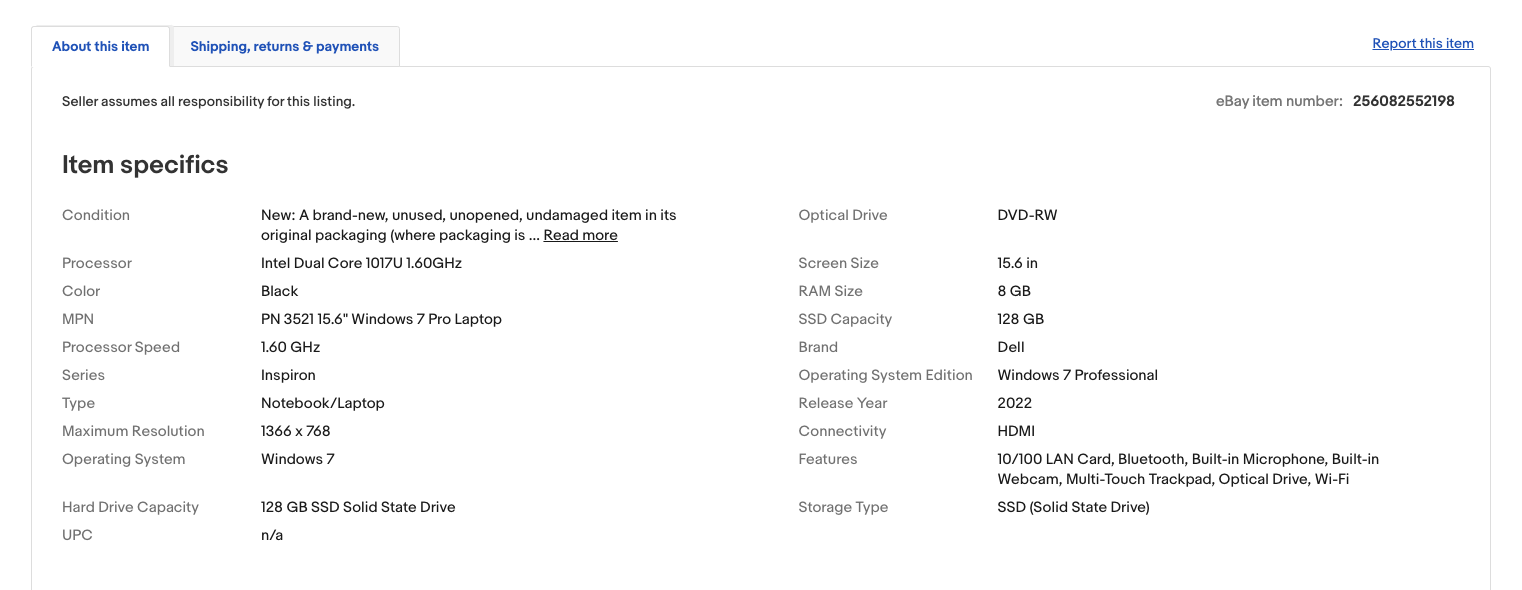 About this item
Shipping, returns & payments
Report this item
Seller assumes all responsibility for this listing.
eBay item number: 256082552198
Item specifics
Condition
New: A brand-new, unused, unopened, undamaged item in its
original packaging (where packaging is ... Read more
Optical Drive
DVD-RW
Processor
Intel Dual Core 1017U 1.60GHz
Screen Size
15.6 in
Color
Black
RAM Size
8 GB
MPN
PN 3521 15.6" Windows 7 Pro Laptop
SSD Capacity
128 GB
Processor Speed
1.60 GHz
Brand
Dell
Series
Inspiron
Operating System Edition
Windows 7 Professional
Type
Notebook/Laptop
Release Year
2022
Maximum Resolution
1366 x 768
Connectivity
HDMI
Operating System
Windows 7
Features
10/100 LAN Card, Bluetooth, Built-in Microphone, Built-in
Webcam, Multi-Touch Trackpad, Optical Drive, Wi-Fi
Hard Drive Capacity
128 GB SSD Solid State Drive
Storage Type
SSD (Solid State Drive)
UPC
n/a